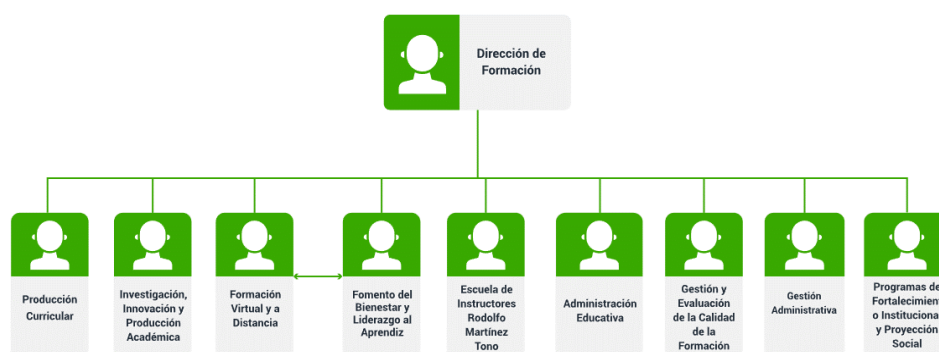 Dirección de
Formación
Producción
Curricular
Investigación,
Innovación y
Producción
Académica
Formación
Virtual y a
Distancia
Fomento del
Bienestar y
Liderazgo al
Aprendiz
Escuela de
Instructores
Rodolfo
Martínez
Tono
Administración
Educativa
Gestión y
Evaluación
de la Calidad
de la
Formación
Gestión
Administrativa
Programas de
Fortalecimient
o Instituciona
y Proyección
Social